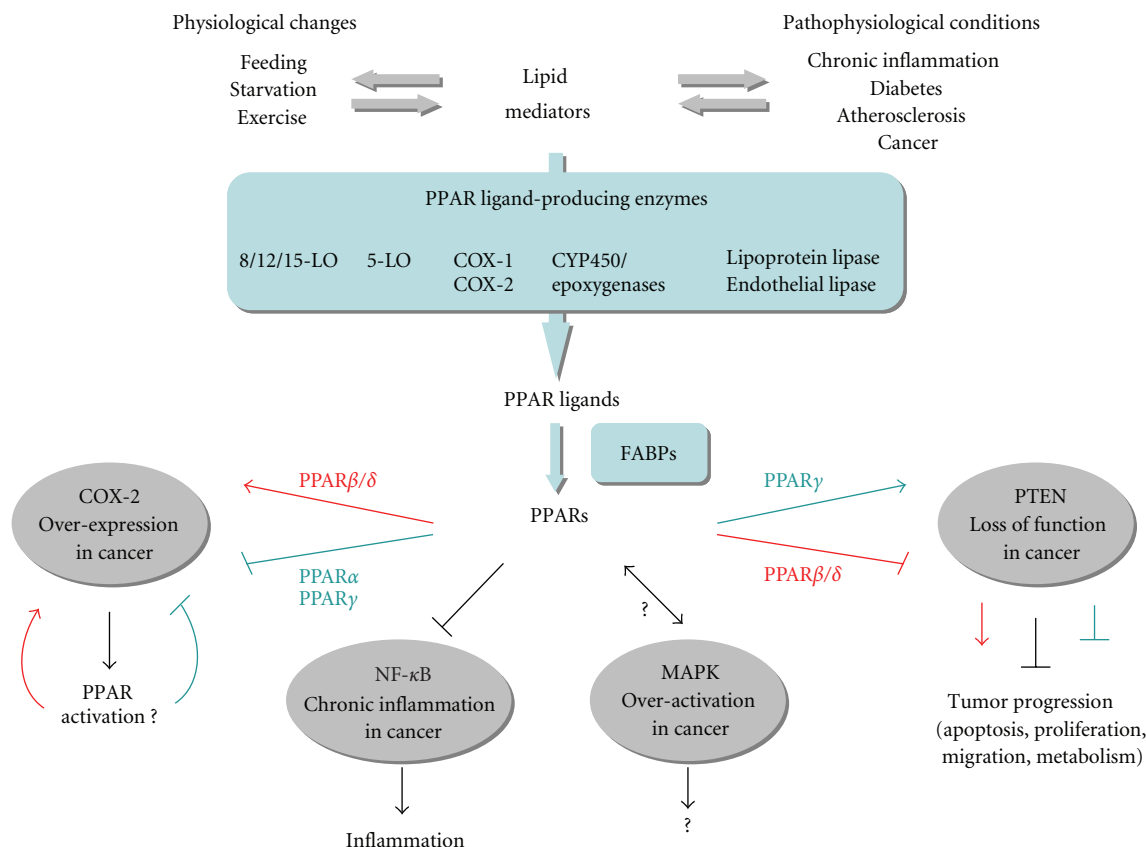 Physiological changes
Feeding
Starvation
Exercise
Lipid
mediators
Pathophysiological conditions
Chronic inflammation
Diabetes
Atherosclerosis
Cancer
PPAR ligand-producing enzymes
8/12/15-LO
5-LO
COX-1
COX-2
CYP450/
epoxygenases
Lipoprotein lipase
Endothelial lipase
PPAR ligands
FABPs
PPARs
PPARβ/δ
PPARα
PPARγ
PPARγ
PPARβ/δ
COX-2
Over-expression
in cancer
PPAR
activation ?
NF-κB
Chronic inflammation
in cancer
Inflammation
?
MAPK
Over-activation
in cancer
?
PTEN
Loss of function
in cancer
Tumor progression
(apoptosis, proliferation,
migration, metabolism)